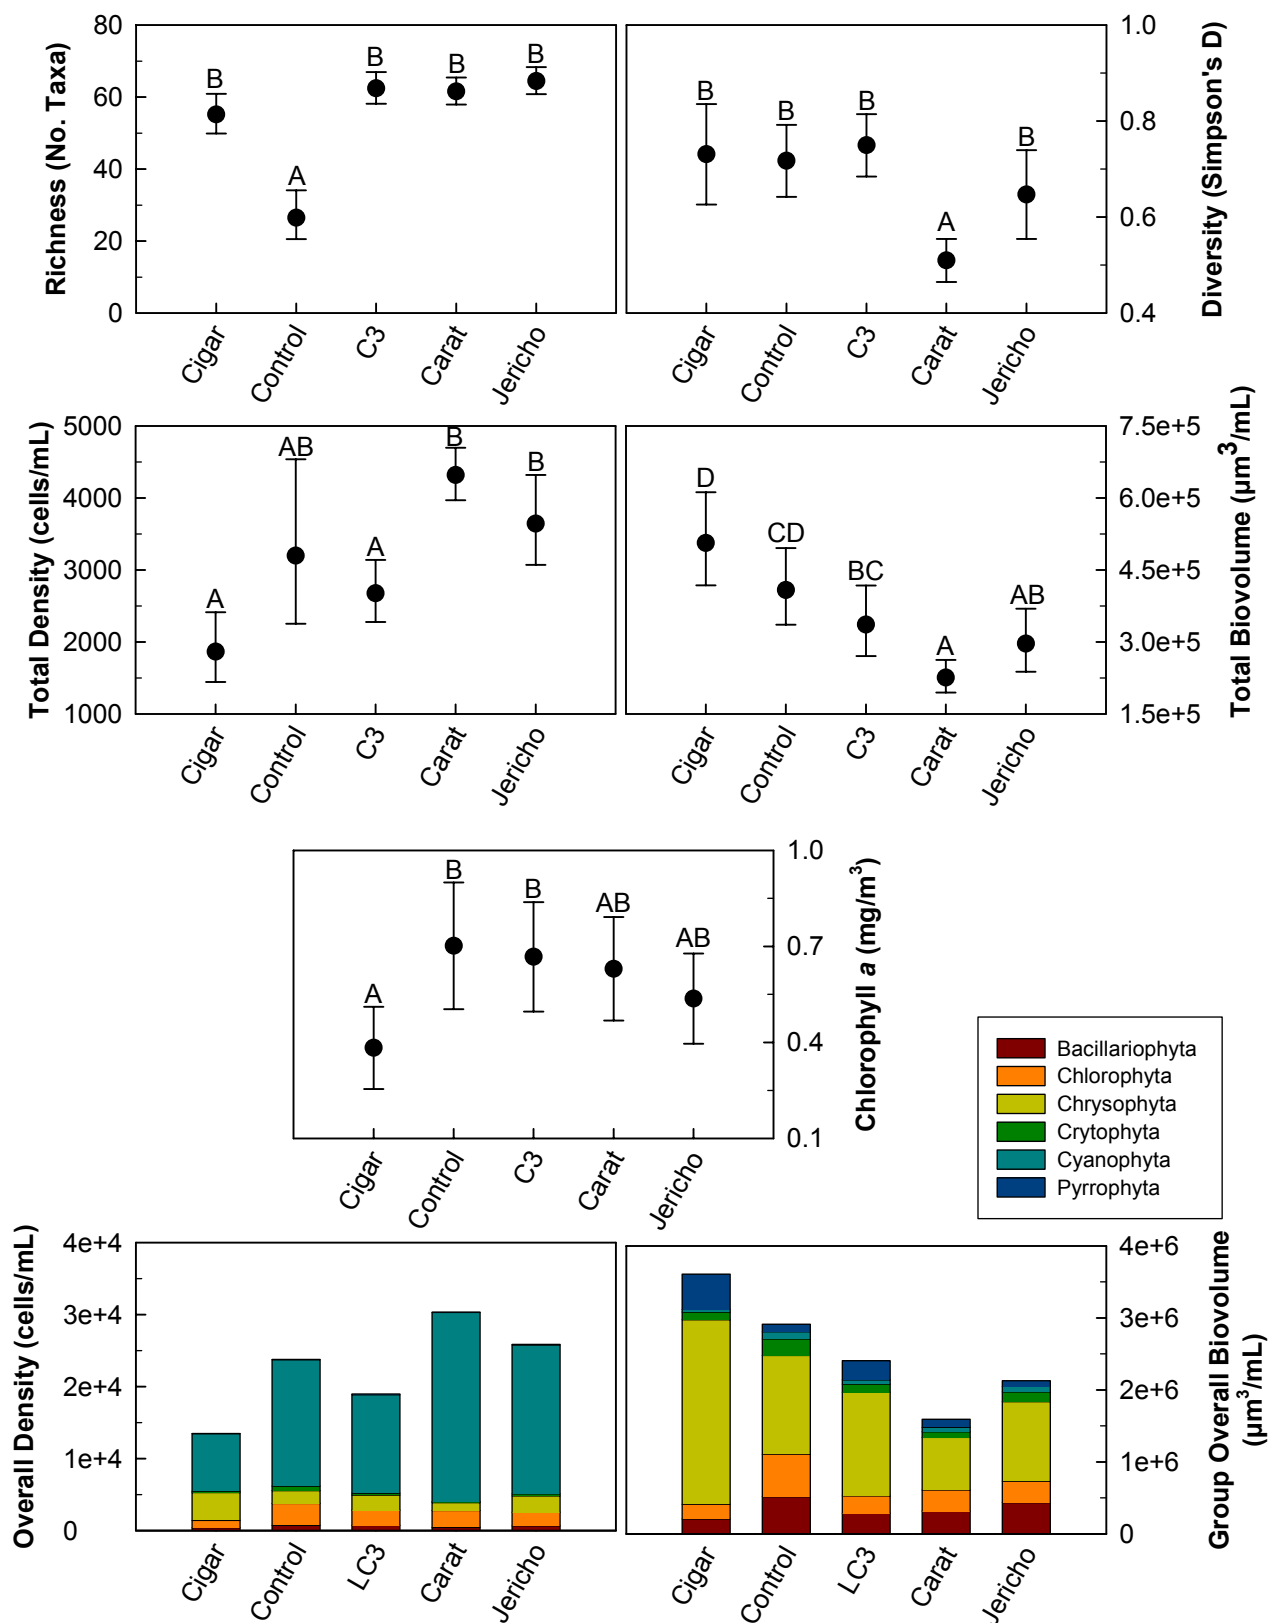 Richness (No. Taxa)
80
60
40
20
0
B
A
B
B
B
Cigar
Control
C3
Carat
Jericho
B
B
B
A
B
1.0
0.8
0.6
0.4
Diversity (Simpson's D)
Cigar
Control
C3
Carat
Jericho
Total Density (cells/mL)
5000
4000
3000
2000
1000
A
AB
A
B
B
Cigar
Control
C3
Carat
Jericho
D
CD
BC
A
AB
7.5e+5
6.0e+5
4.5e+5
3.0e+5
1.5e+5
Total Biovolume (µm³/mL)
Cigar
Control
C3
Carat
Jericho
A
B
B
AB
AB
1.0
0.7
0.4
0.1
Chlorophyll a (mg/m³)
Cigar
Control
C3
Carat
Jericho
Bacillariophyta
Chlorophyta
Chrysophyta
Crytophyta
Cyanophyta
Pyrrophyta
Overall Density (cells/mL)
4e+4
3e+4
2e+4
1e+4
0
Cigar
Control
LC3
Carat
Jericho
4e+6
3e+6
2e+6
1e+6
0
Group Overall Biovolume
(µm³/mL)
Cigar
Control
LC3
Carat
Jericho